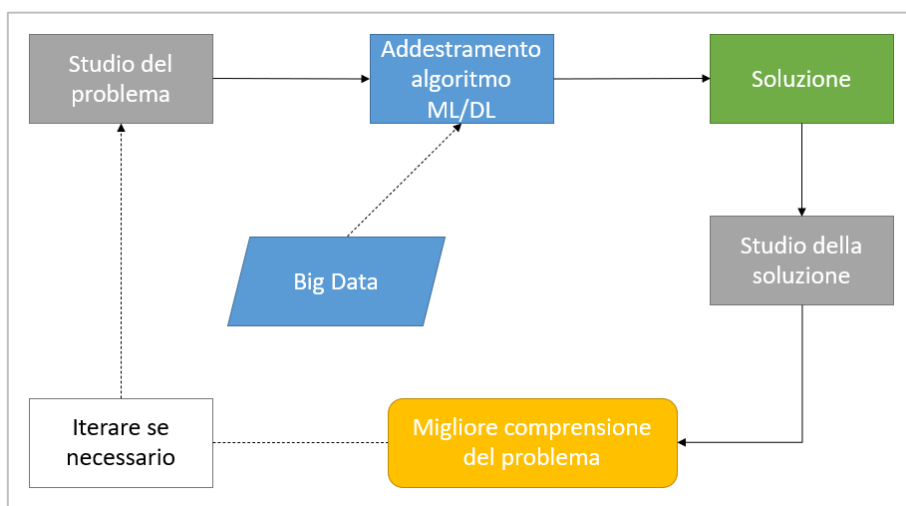 Studio del
problema
Addestramento
algoritmo
ML/DL
Soluzione
Studio della
soluzione
Big Data
Iterare se
necessario
Migliore comprensione
del problema